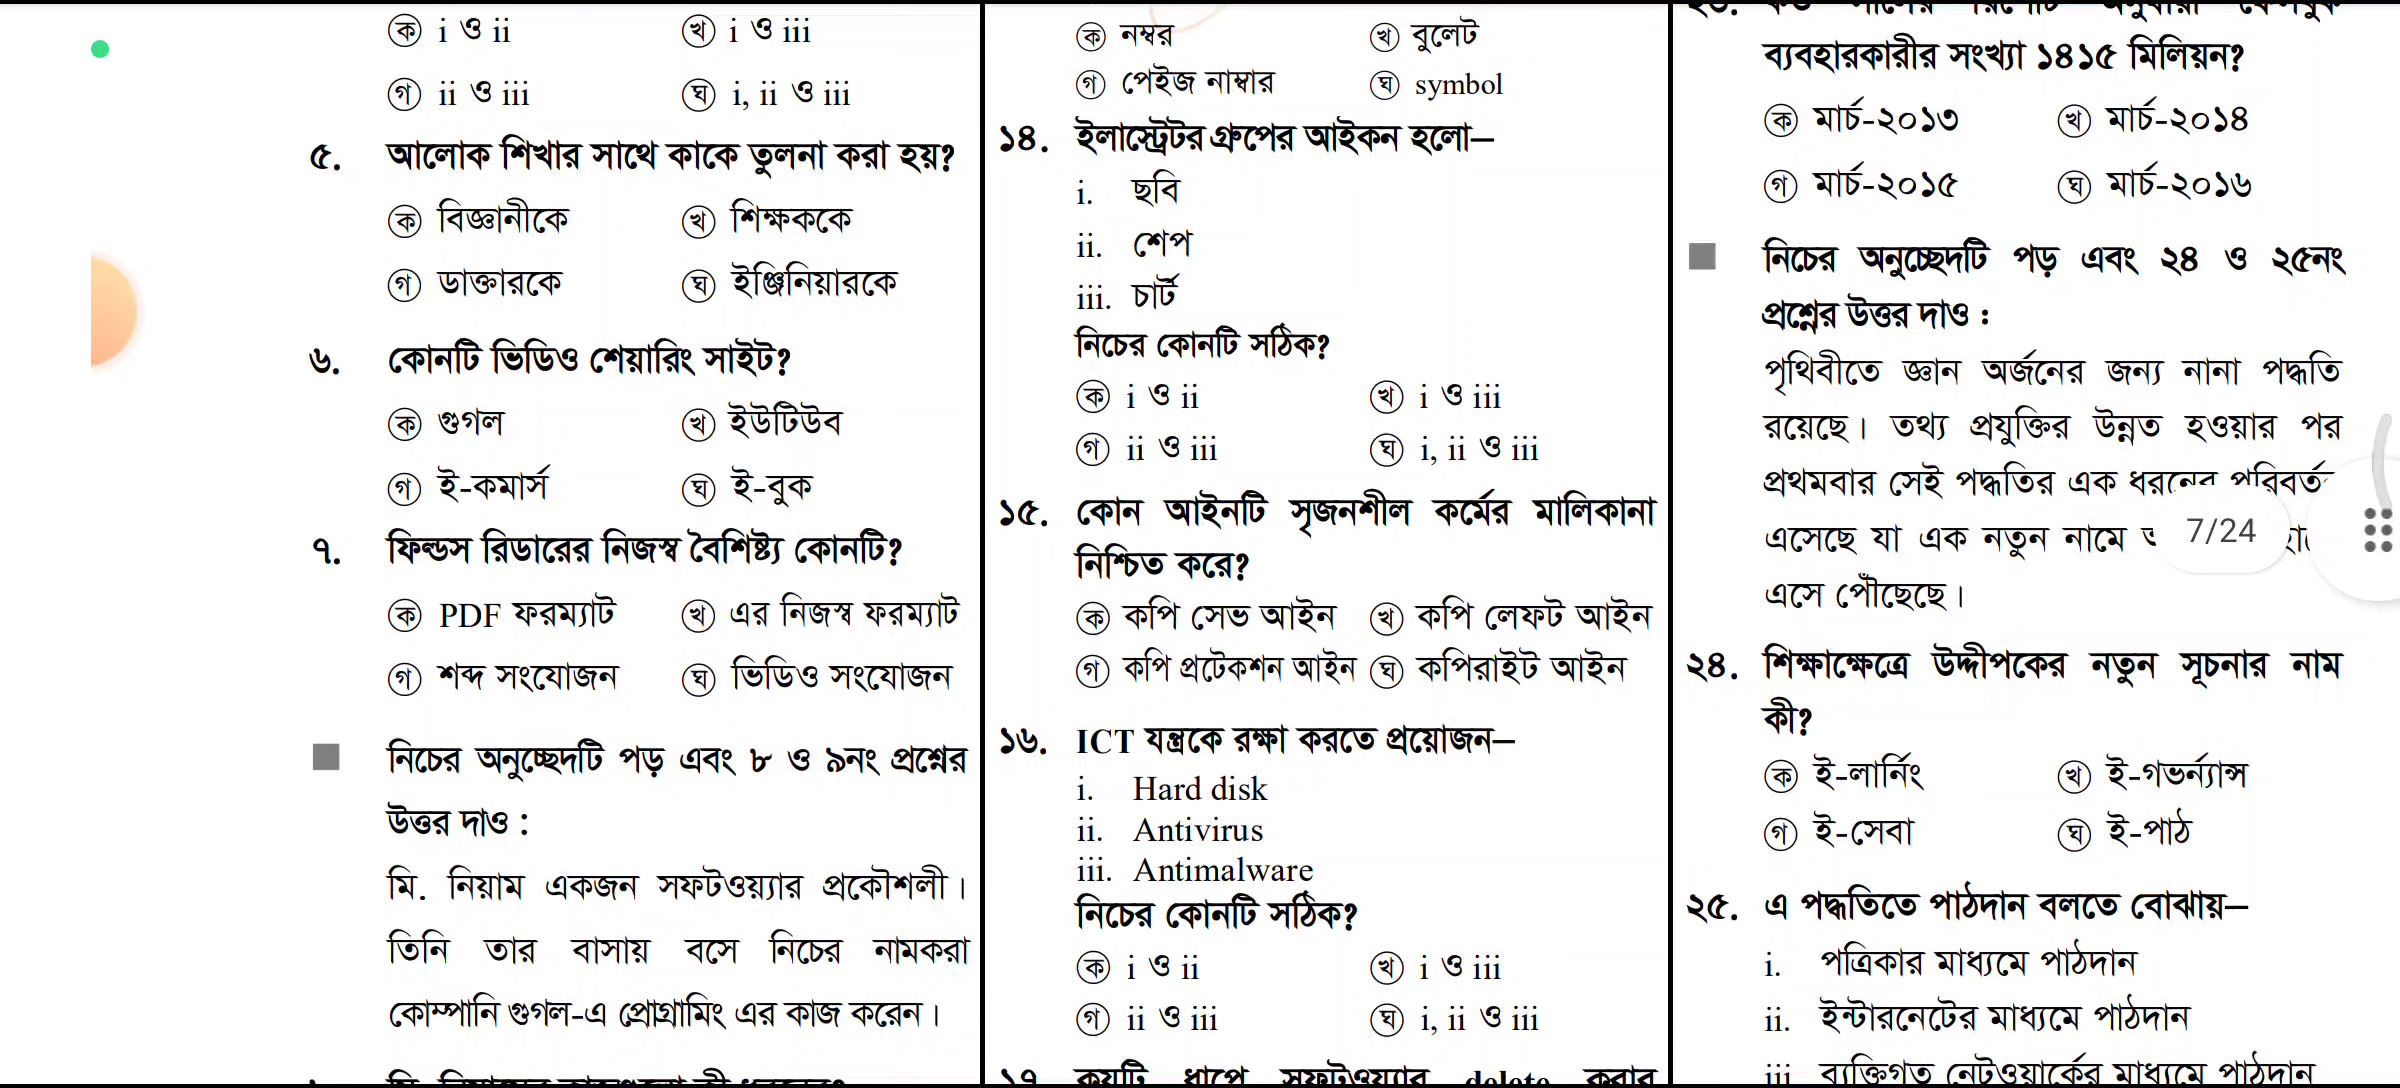 ক i ও ii খ i ও iii
গ ii ও iii ঘ i, ii ও iii
৫. আলোক শিখার সাথে কাকে তুলনা করা হয়?
ক বিজ্ঞানীকে খ শিক্ষককে
গ ডাক্তারকে ঘ ইঞ্জিনিয়ারকে
৬. কোনটি ভিডিও শেয়ারিং সাইট?
ক গুগল খ ইউটিউব
গ ই-কমার্স ঘ ই-বুক
৭. ফিল্ডস রিডারের নিজস্ব বৈশিষ্ট্য কোনটি?
ক PDF ফরম্যাট খ এর নিজস্ব ফরম্যাট
গ শব্দ সংযোজন ঘ ভিডিও সংযোজন
নিচের অনুচ্ছেদটি পড় এবং ৮ ও ৯নং প্রশ্নের
উত্তর দাও :
মি. নিয়াম একজন সফটওয়্যার প্রকৌশলী।
তিনি তার বাসায় বসে নিচের নামকরা
কোম্পানি গুগল-এ প্রোগ্রামিং এর কাজ করেন।
ক নম্বর খ বুলেট
গ পেইজ নাম্বার ঘ symbol
১৪. ইলাস্ট্রেটর গ্রুপের আইকন হলো–
i. ছবি
ii. শেপ
iii. চার্ট
নিচের কোনটি সঠিক?
ক i ও ii খ i ও iii
গ ii ও iii ঘ i, ii ও iii
১৫. কোন আইনটি সৃজনশীল কর্মের মালিকানা
নিশ্চিত করে?
ক কপি সেভ আইন খ কপি লেফট আইন
গ কপি প্রটেকশন আইন ঘ কপিরাইট আইন
১৬. ICT যন্ত্রকে রক্ষা করতে প্রয়োজন–
i. Hard disk
ii. Antivirus
iii. Antimalware
নিচের কোনটি সঠিক?
ক i ও ii খ i ও iii
গ ii ও iii ঘ i, ii ও iii
১৭ কয়টি ধাপে সফটওয়্যার delete করার
ব্যবহারকারীর সংখ্যা ১৪১৫ মিলিয়ন?
ক মার্চ-২০১৩ খ মার্চ-২০১৪
গ মার্চ-২০১৫ ঘ মার্চ-২০১৬
নিচের অনুচ্ছেদটি পড় এবং ২৪ ও ২৫নং
প্রশ্নের উত্তর দাও :
পৃথিবীতে জ্ঞান অর্জনের জন্য নানা পদ্ধতি
রয়েছে। তথ্য প্রযুক্তির উন্নত হওয়ার পর
প্রথমবার সেই পদ্ধতির এক ধরনের
এসেছে যা এক নতুন নামে
7/24
এসে পৌঁছেছে।
২৪. শিক্ষাক্ষেত্রে উদ্দীপকের নতুন সূচনার নাম
কী?
ক ই-লার্নিং খ ই-গভর্ন্যান্স
গ ই-সেবা ঘ ই-পাঠ
২৫. এ পদ্ধতিতে পাঠদান বলতে বোঝায়–
i. পত্রিকার মাধ্যমে পাঠদান
ii. ইন্টারনেটের মাধ্যমে পাঠদান
iii ব্যক্তিগত নেটওয়ার্কের মাধ্যমে পাঠদান